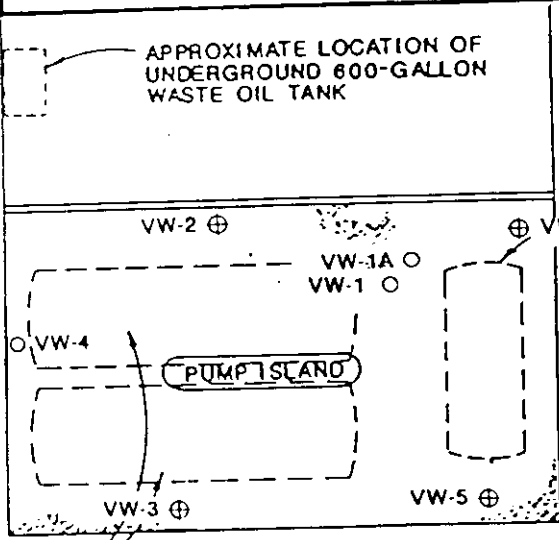 APPROXIMATE LOCATION OF
UNDERGROUND 600-GALLON
WASTE OIL TANK
VW-2
VW-1A
VW-1
VW-4
PUMP ISLAND
VW-3
VW-5